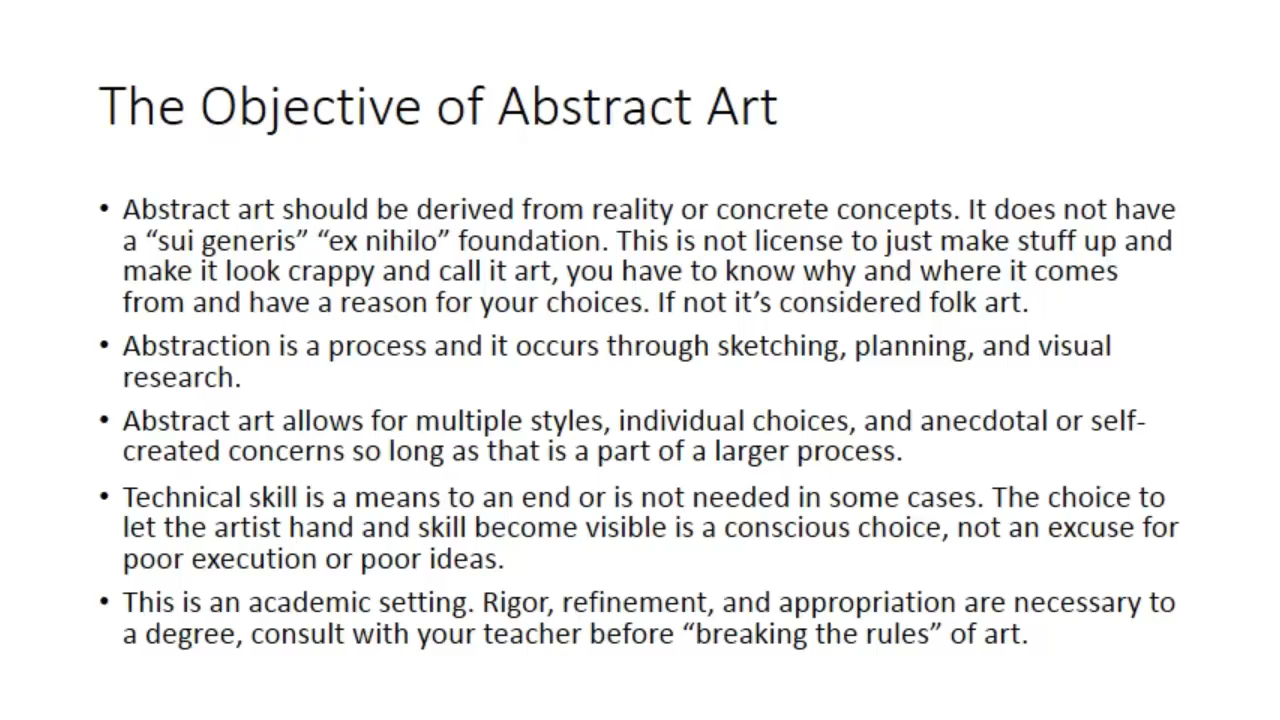 The Objective of Abstract Art
• Abstract art should be derived from reality or concrete concepts. It does not have
a “sui generis” “ex nihilo” foundation. This is not license to just make stuff up and
make it look crappy and call it art, you have to know why and where it comes
from and have a reason for your choices. If not it’s considered folk art.
• Abstraction is a process and it occurs through sketching, planning, and visual
research.
• Abstract art allows for multiple styles, individual choices, and anecdotal or self-
created concerns so long as that is a part of a larger process.
• Technical skill is a means to an end or is not needed in some cases. The choice to
let the artist hand and skill become visible is a conscious choice, not an excuse for
poor execution or poor ideas.
• This is an academic setting. Rigor, refinement, and appropriation are necessary to
a degree, consult with your teacher before “breaking the rules” of art.